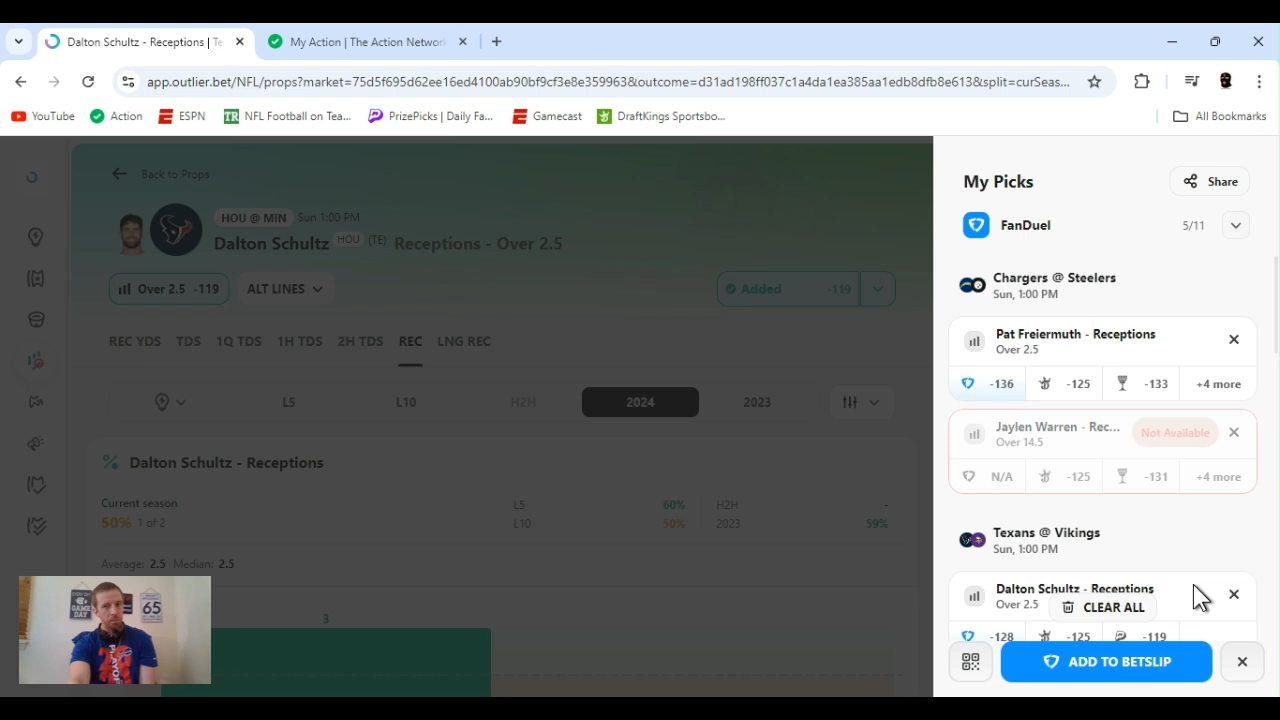 Dalton Schultz - Receptions | Te
My Action | The Action Networ
app.outlier.bet/NFL/props?market=75d5f695d62ee16ed4100ab90bf9cf3e8e359963&outcome=d31ad198ff037c1a4da1ea385aa1edb8dfb8e613&split=curSeas...
YouTube
Action
ESPN
NFL Football on Tea...
PrizePicks | Daily Fa...
Gamecast
DraftKings Sportsbo...
All Bookmarks
Back to Props
HOU @ MIN Sun 1:00 PM
Dalton Schultz HOU (TE) Receptions - Over 2.5
Over 2.5 -119
ALT LINES
Added -119
REC YDS TDS 1Q TDS 1H TDS 2H TDS REC LNG REC
L5 L10 H2H 2024 2023
Dalton Schultz - Receptions
Current season
50% 1 of 2
L5 60% H2H -
L10 50% 2023 59%
Average: 2.5 Median: 2.5
3
GAME DAY
65
My Picks
Share
FanDuel 5/11
Chargers @ Steelers
Sun, 1:00 PM
Pat Freiermuth - Receptions
Over 2.5
-136 -125 -133 +4 more
Jaylen Warren - Rec...
Not Available
Over 14.5
N/A -125 -131 +4 more
Texans @ Vikings
Sun, 1:00 PM
Dalton Schultz - Receptions
Over 2.5
CLEAR ALL
-128 -125 -119
ADD TO BETSLIP